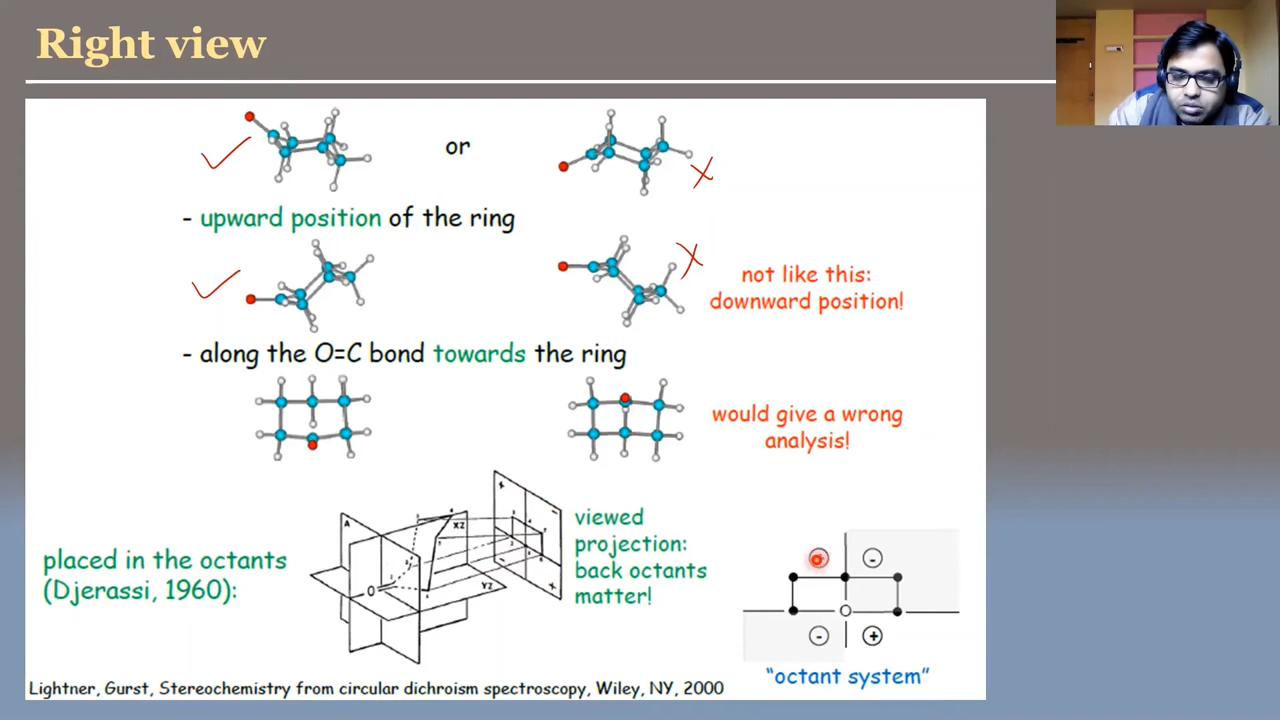 Right view
or
- upward position of the ring
not like this:
downward position!
- along the O=C bond towards the ring
would give a wrong
analysis!
placed in the octants
(Djerassi, 1960):
A
XZ
YZ
O
+
-
-
+
viewed
projection:
back octants
matter!
-
O
-
+
"octant system"
Lightner, Gurst, Stereochemistry from circular dichroism spectroscopy, Wiley, NY, 2000